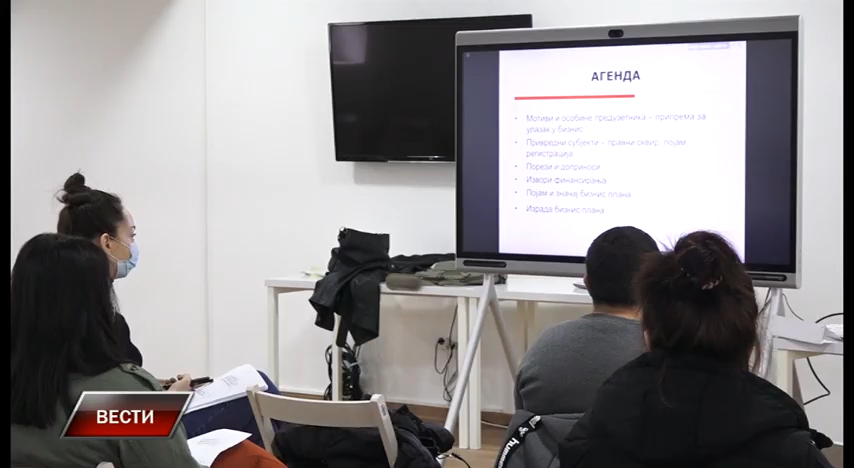 АГЕНДА
Мотиви и особине предузетника – припрема за
улазак у бизнис
Привредни субјекти – правни оквир, појам
регистрација
Порези и доприноси
Извори финансирања
Појам и значај бизнис плана
Израда бизнис плана
ВЕСТИ